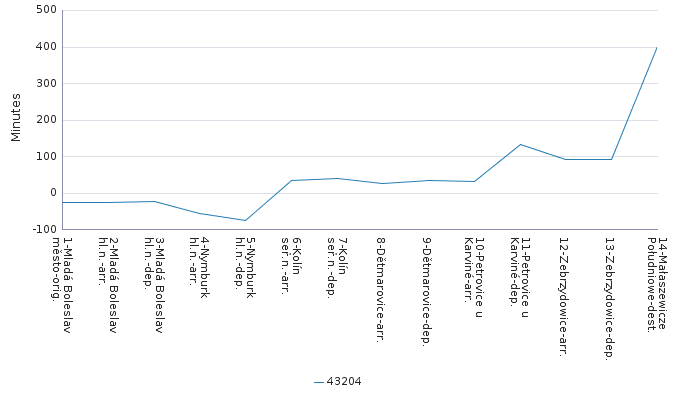 500
400
300
200
100
0
-100
Minutes
1-Mladá Boleslav
město-orig.
2-Mladá Boleslav
hl.n.-arr.
3-Mladá Boleslav
hl.n.-dep.
4-Nymburk
hl.n.-arr.
5-Nymburk
hl.n.-dep.
6-Kolín
seř.n.-arr.
7-Kolín
seř.n.-dep.
8-Dětmarovice-arr.
9-Dětmarovice-dep.
10-Petrovice u
Karviné-arr.
11-Petrovice u
Karviné-dep.
12-Zebrzydowice-arr.
13-Zebrzydowice-dep.
14-Małaszewicze
Południowe-dest.
43204